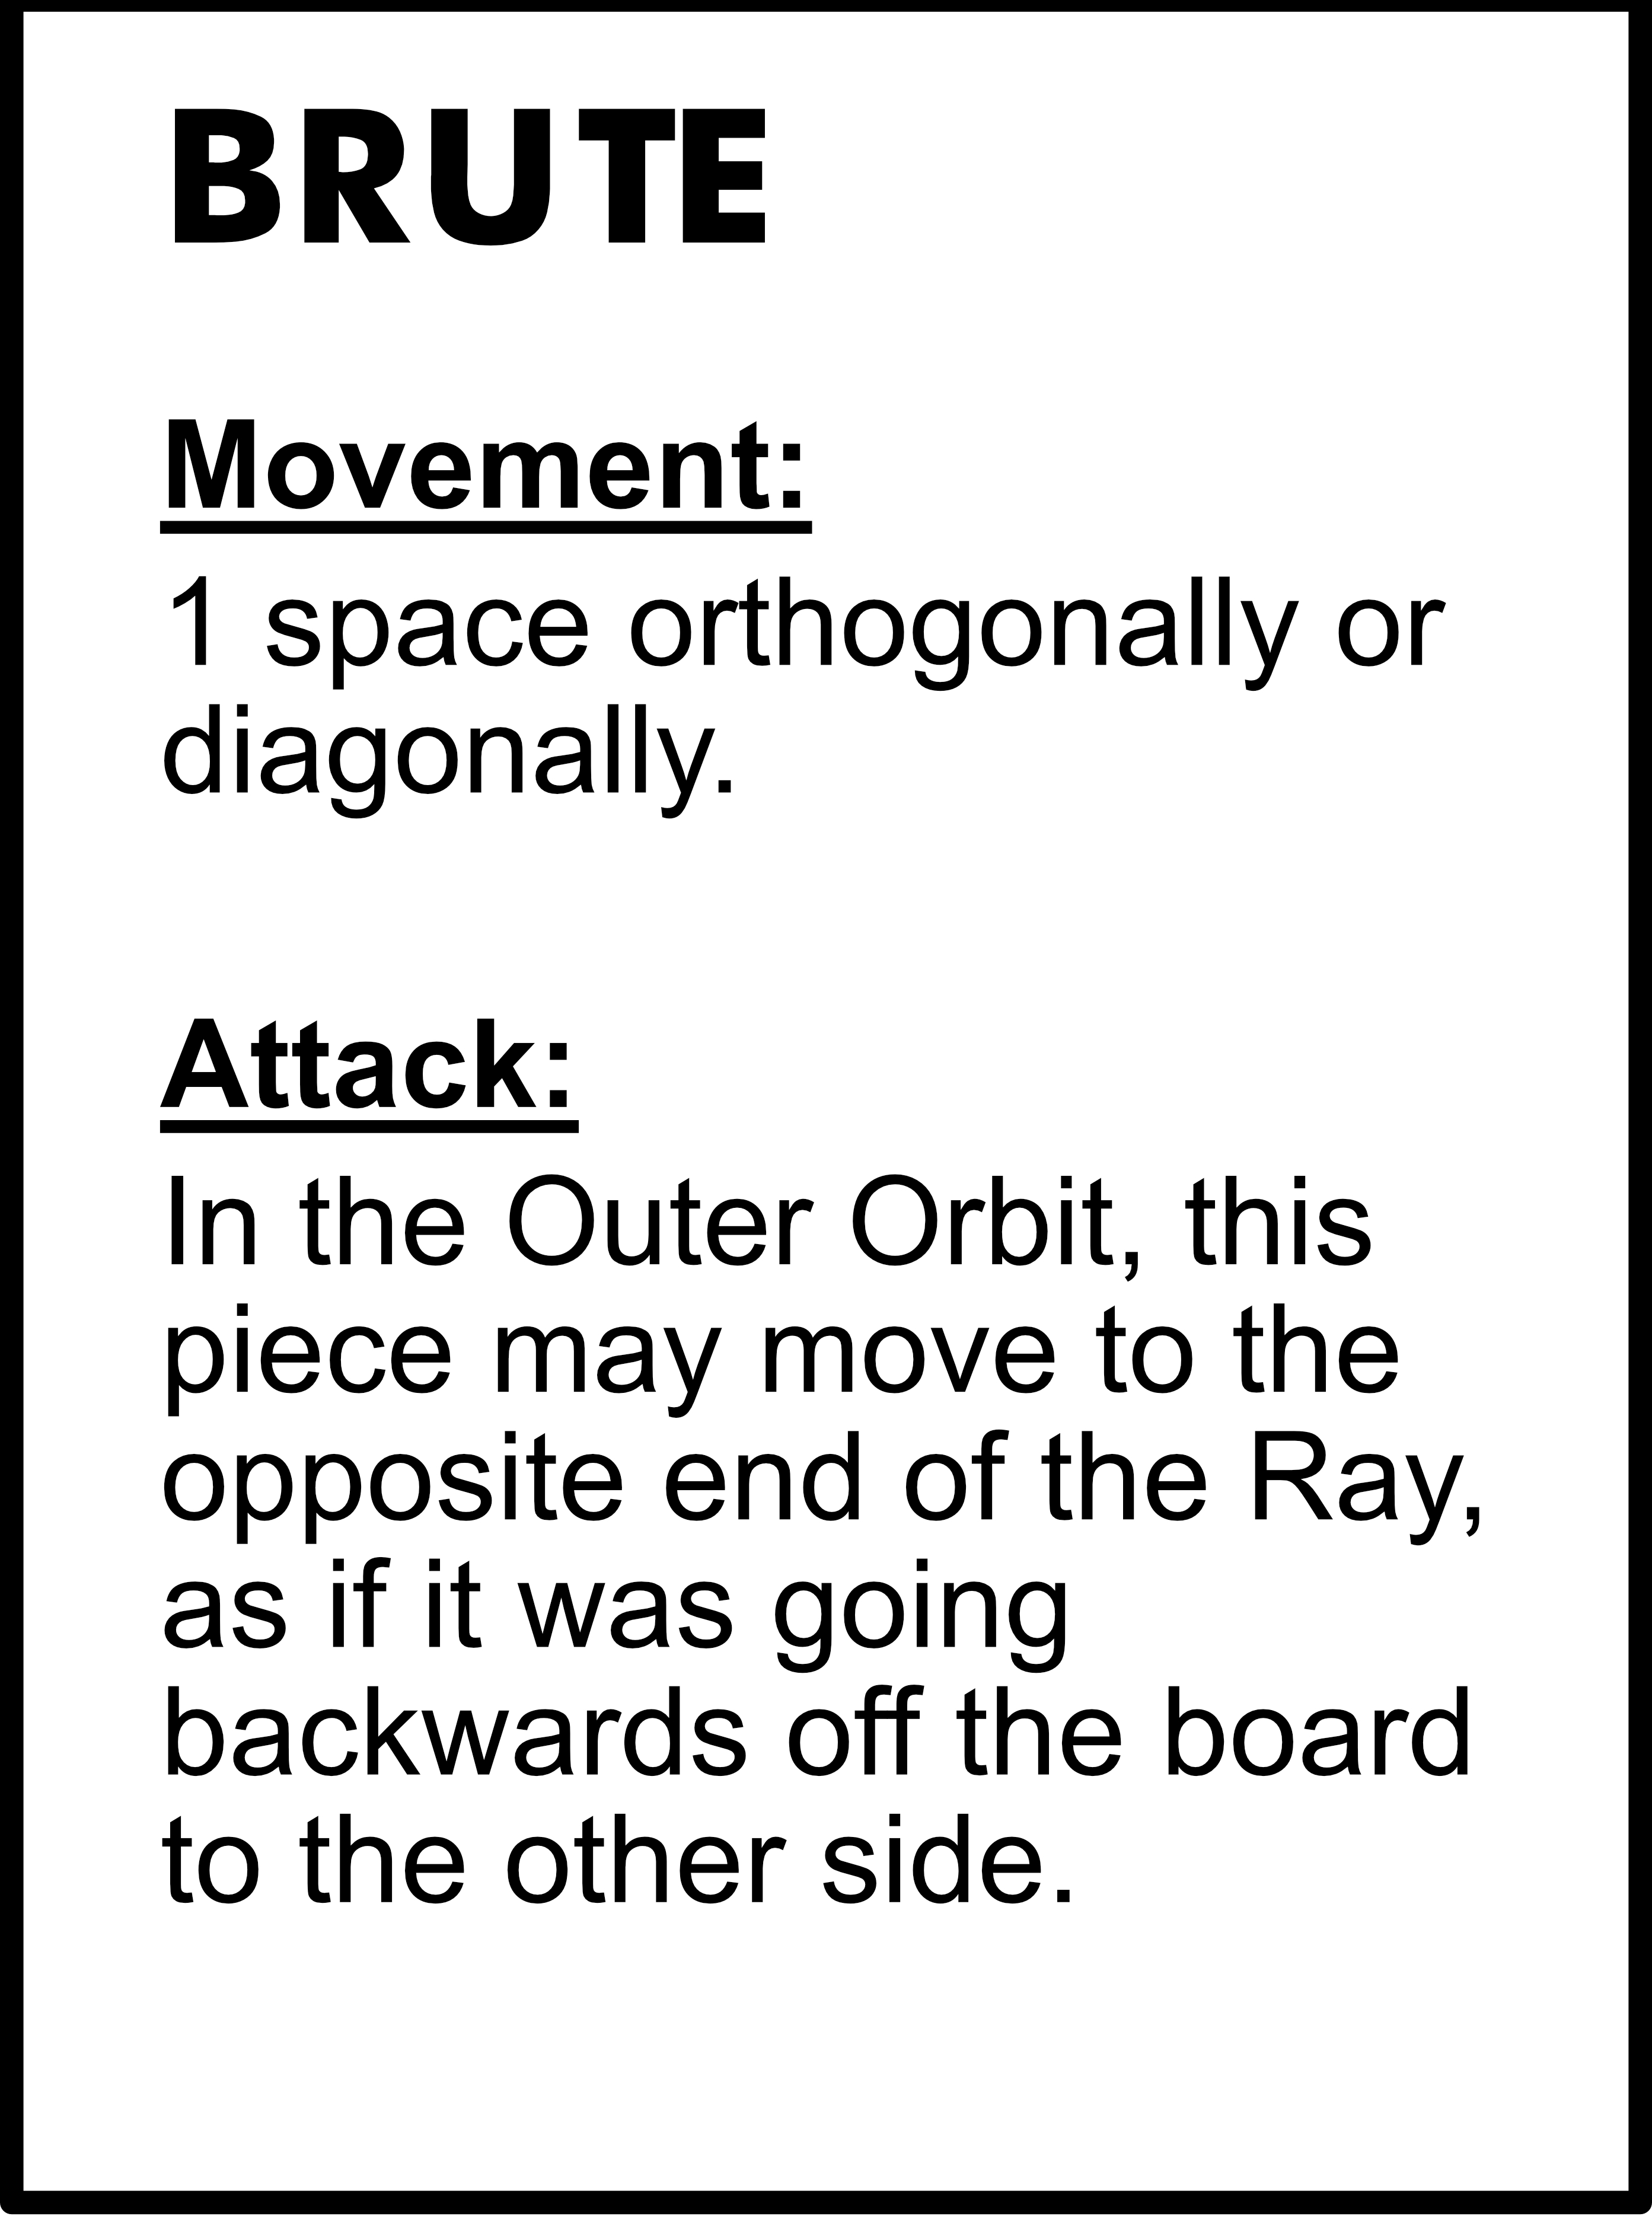 BRUTE
Movement:
1 space orthogonally or
diagonally.
Attack:
In the Outer Orbit, this
piece may move to the
opposite end of the Ray,
as if it was going
backwards off the board
to the other side.